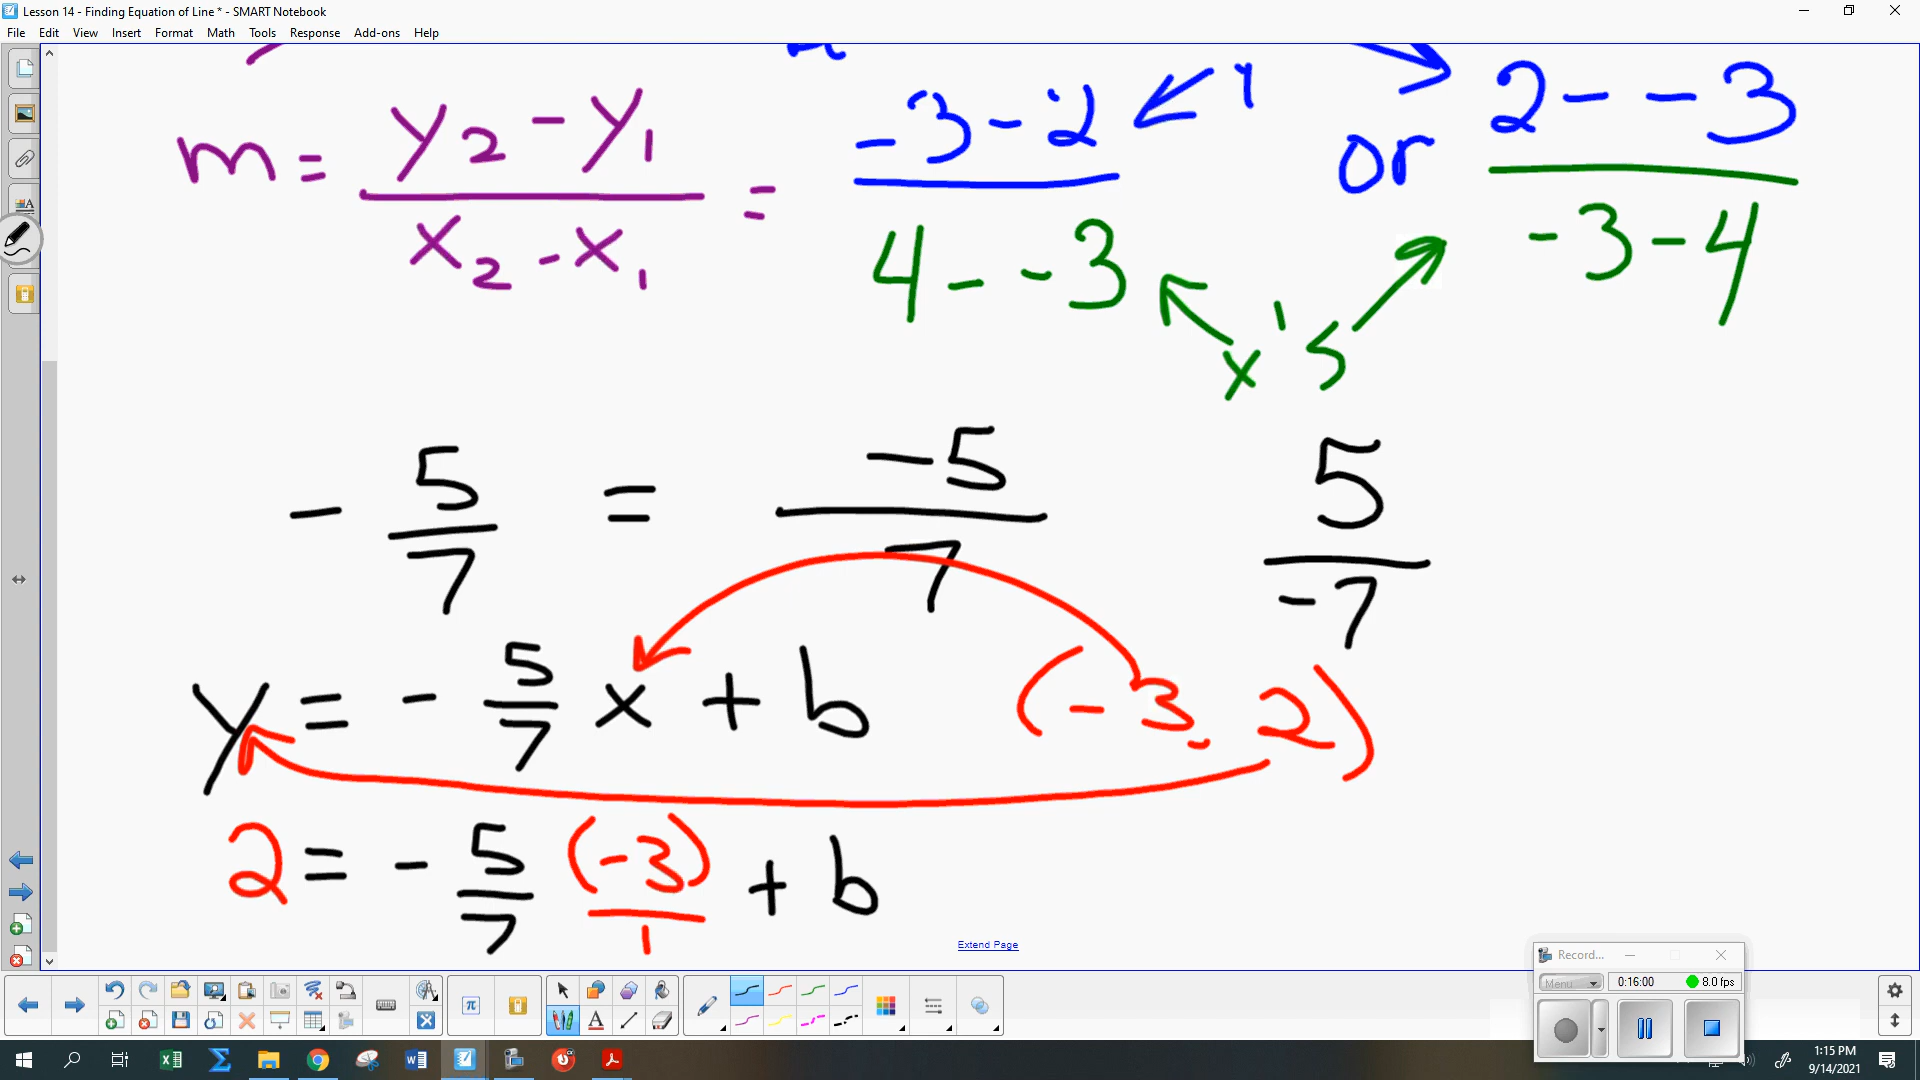 Lesson 14 - Finding Equation of Line * - SMART Notebook
File Edit View Insert Format Math Tools Response Add-ons Help
m = y2 - y1 / x2 - x1 = -3 - 2 / 4 - - 3 or 2 - - 3 / -3 - 4
x's
- 5/7 = -5/7 5/-7
y = - 5/7 x + b (-3, 2)
2 = - 5/7 (-3)/1 + b
Extend Page
Record...
Menu 0:16:00 8.0 fps
1:15 PM
9/14/2021